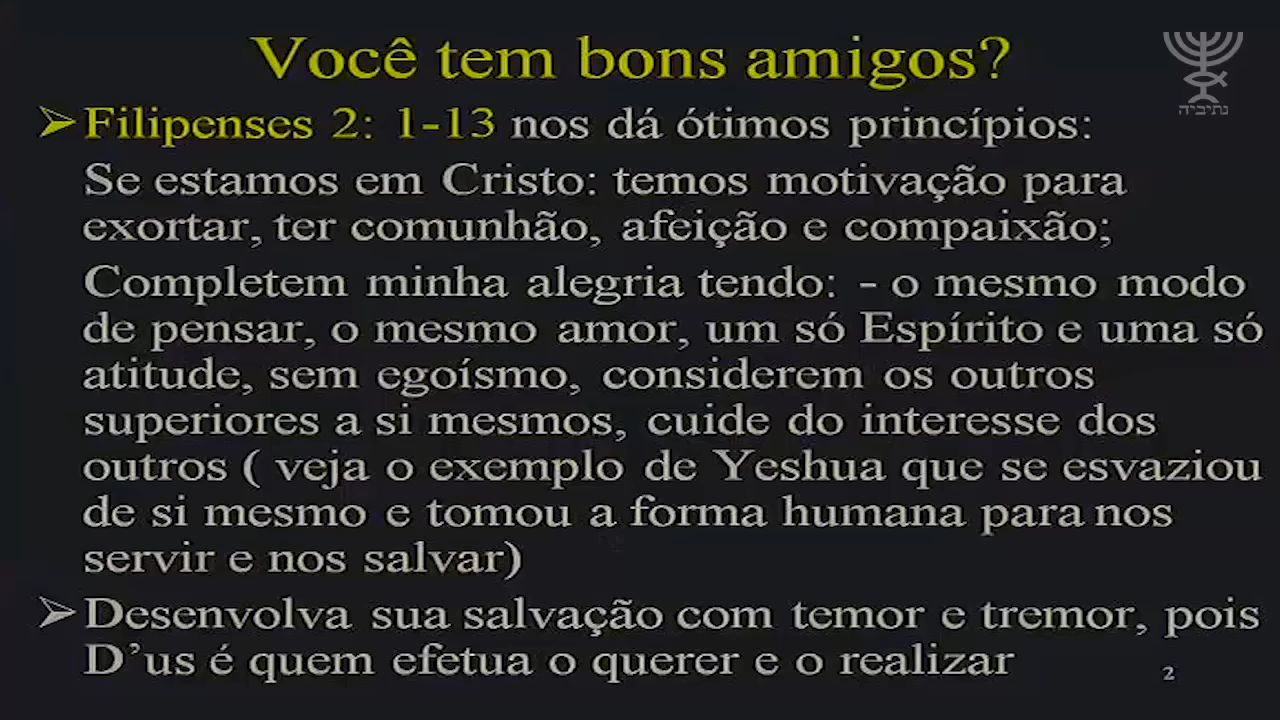 Você tem bons amigos?
נתיביה
➢Filipenses 2: 1-13 nos dá ótimos princípios:
Se estamos em Cristo: temos motivação para
exortar, ter comunhão, afeição e compaixão;
Completem minha alegria tendo: - o mesmo modo
de pensar, o mesmo amor, um só Espírito e uma só
atitude, sem egoísmo, considerem os outros
superiores a si mesmos, cuide do interesse dos
outros ( veja o exemplo de Yeshua que se esvaziou
de si mesmo e tomou a forma humana para nos
servir e nos salvar)
➢Desenvolva sua salvação com temor e tremor, pois
D’us é quem efetua o querer e o realizar
2